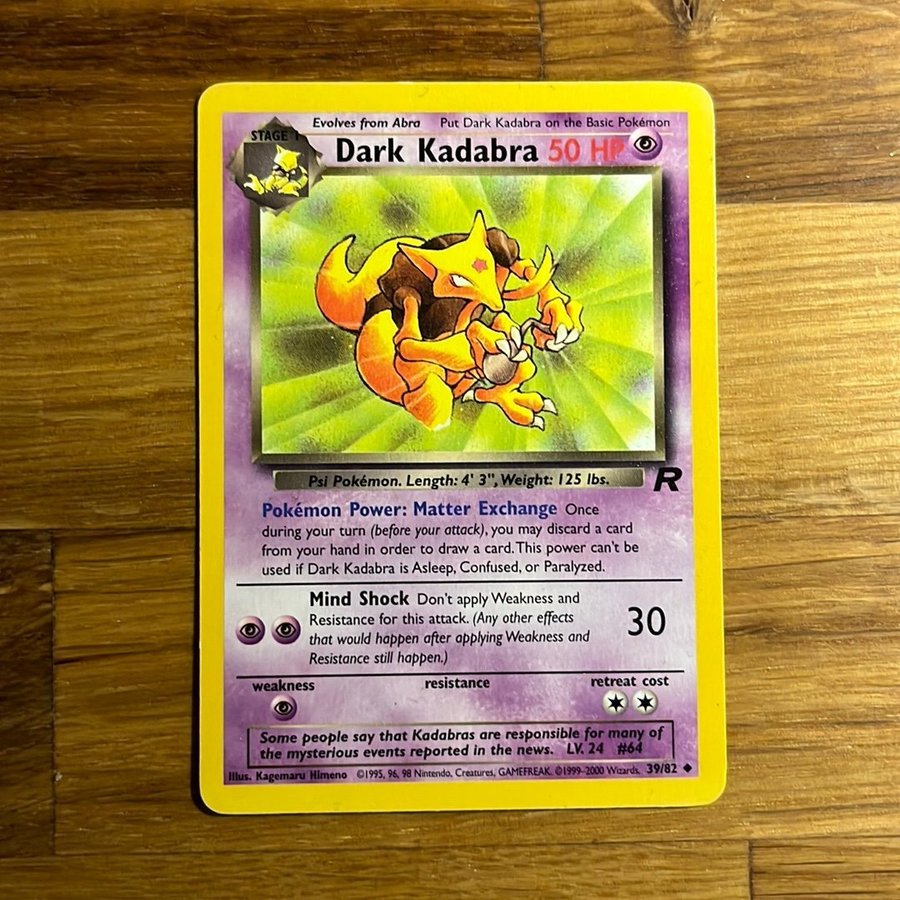 Evolves from Abra Put Dark Kadabra on the Basic Pokémon
STAGE 1
Dark Kadabra 50 HP
Psi Pokémon. Length: 4' 3", Weight: 125 lbs.
R
Pokémon Power: Matter Exchange Once
during your turn (before your attack), you may discard a card
from your hand in order to draw a card. This power can't be
used if Dark Kadabra is Asleep, Confused, or Paralyzed.
Mind Shock Don't apply Weakness and
Resistance for this attack. (Any other effects
that would happen after applying Weakness and
Resistance still happen.)
30
weakness resistance retreat cost
Some people say that Kadabras are responsible for many of
the mysterious events reported in the news. LV. 24 #64
Illus. Kagemaru Himeno ©1995, 96, 98 Nintendo, Creatures, GAMEFREAK. ©1999-2000 Wizards. 39/82